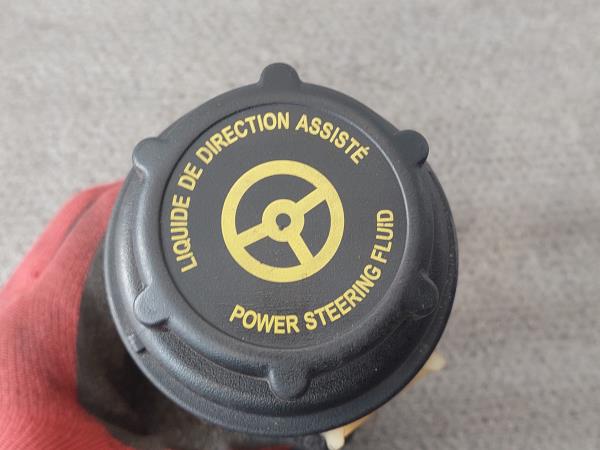 LIQUIDE DE DIRECTION ASSISTÉ
POWER STEERING FLUID